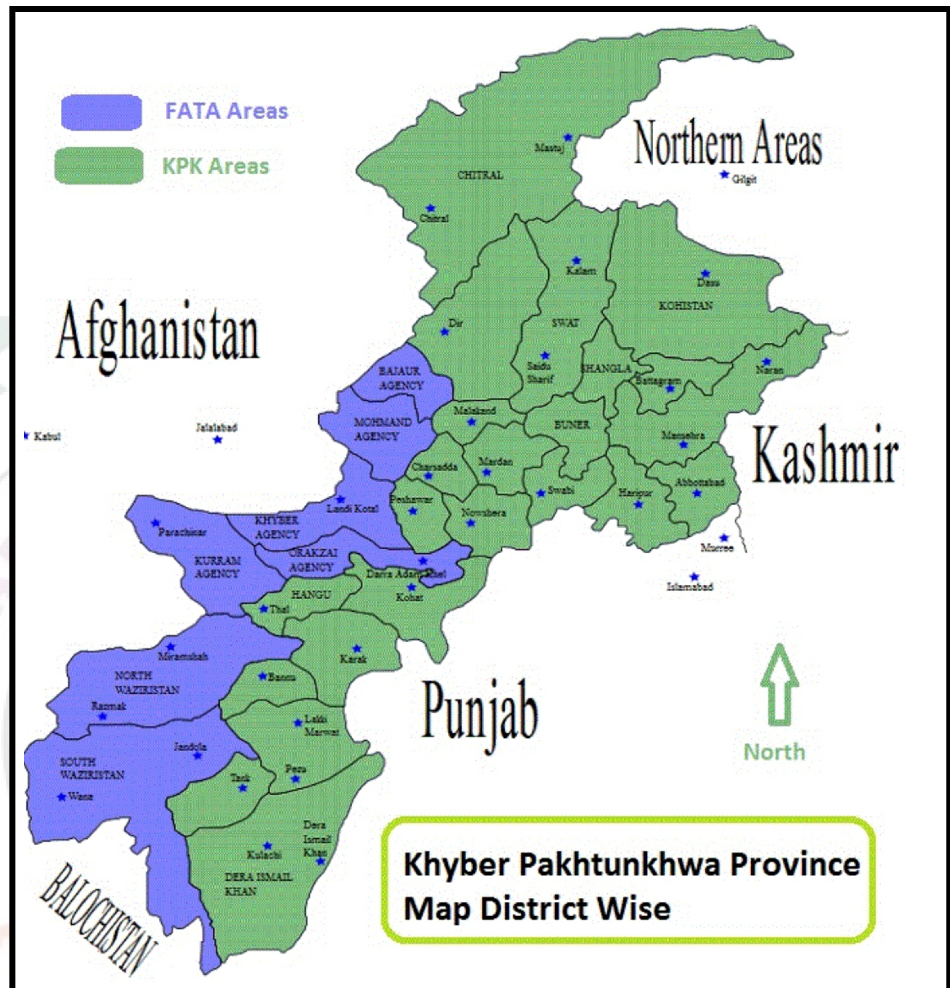 FATA Areas
KPK Areas
Northern Areas
Gilgit
Mastuj
CHITRAL
Chitral
Kalam
Dasu
KOHISTAN
Afghanistan
Dir
SWAT
Saidu
Sharif
SHANGLA
Battagram
Naran
BAJAUR
AGENCY
MOHMAND
AGENCY
Malakand
BUNER
Mansehra
Kashmir
Kabul
Jalalabad
Charsadda
Mardan
Swabi
Haripur
Abbottabad
Landi Kotal
Peshawar
Nowshera
Parachinar
KHYBER
AGENCY
Murree
ORAKZAI
AGENCY
KURRAM
AGENCY
Darra Adam Khel
Kohat
Islamabad
HANGU
Thal
Miramshah
Karak
NORTH
WAZIRISTAN
Bannu
Razmak
Lakki
Marwat
Punjab
North
Jandola
SOUTH
WAZIRISTAN
Wana
Tank
Pezu
Dera
Ismail
Khan
Kulachi
DERA ISMAIL
KHAN
BALOCHISTAN
Khyber Pakhtunkhwa Province
Map District Wise